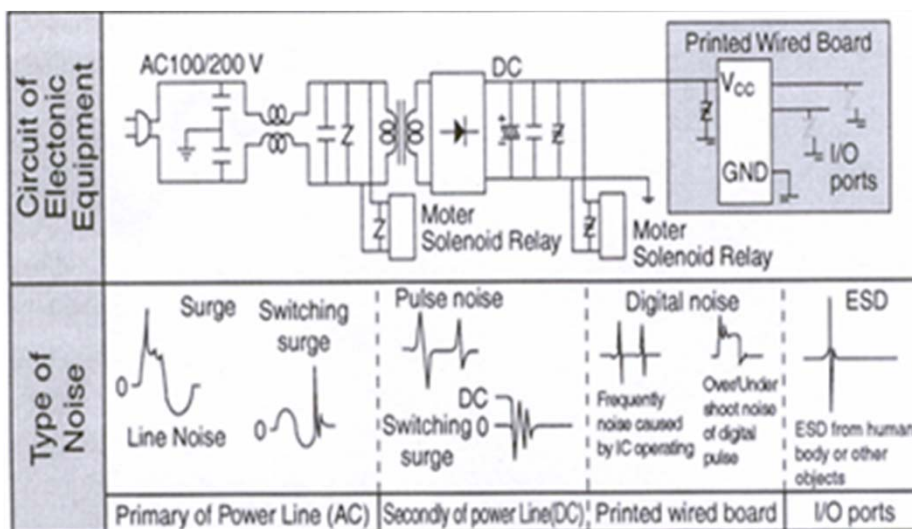 Circuit of
Electonic
Equipment
AC100/200 V
DC
Printed Wired Board
VCC
GND
I/O
ports
Moter
Solenoid Relay
Moter
Solenoid Relay
Type of
Noise
Surge
0
Line Noise
Switching
surge
0
Pulse noise
DC
Switching 0
surge
Digital noise
Frequently
noise caused
by IC operating
Over/Under
shoot noise
of digital
pulse
ESD
ESD from human
body or other
objects
Primary of Power Line (AC)
Secondly of power Line(DC)
Printed wired board
I/O ports